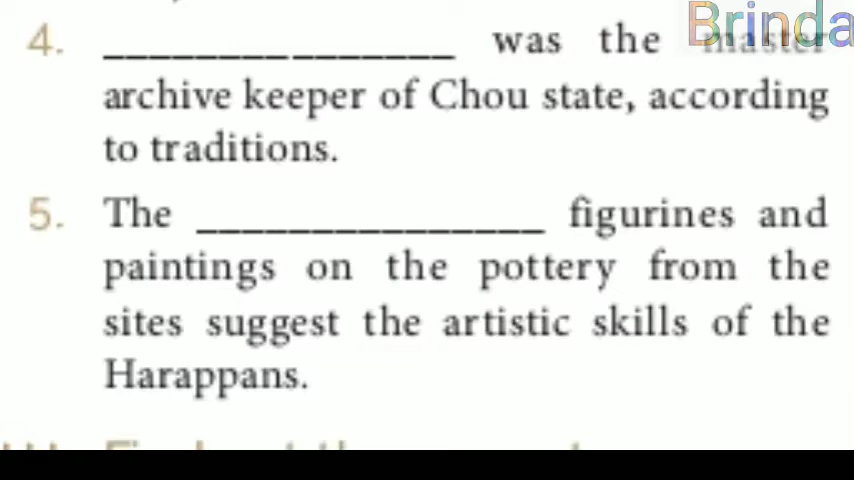 Brinda
4. _______________ was the master
archive keeper of Chou state, according
to traditions.
5. The _______________ figurines and
paintings on the pottery from the
sites suggest the artistic skills of the
Harappans.